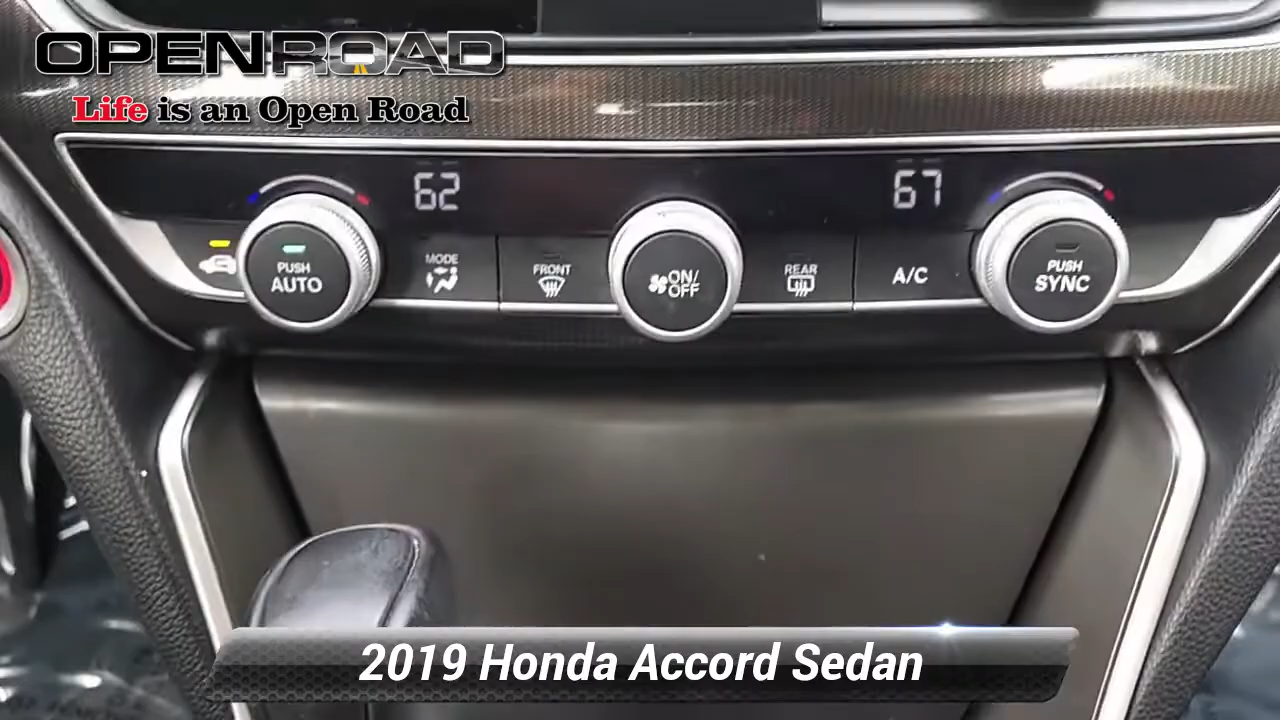 OPENROAD
Life is an Open Road
62
67
PUSH
AUTO
MODE
FRONT
ON/
OFF
REAR
A/C
PUSH
SYNC
2019 Honda Accord Sedan